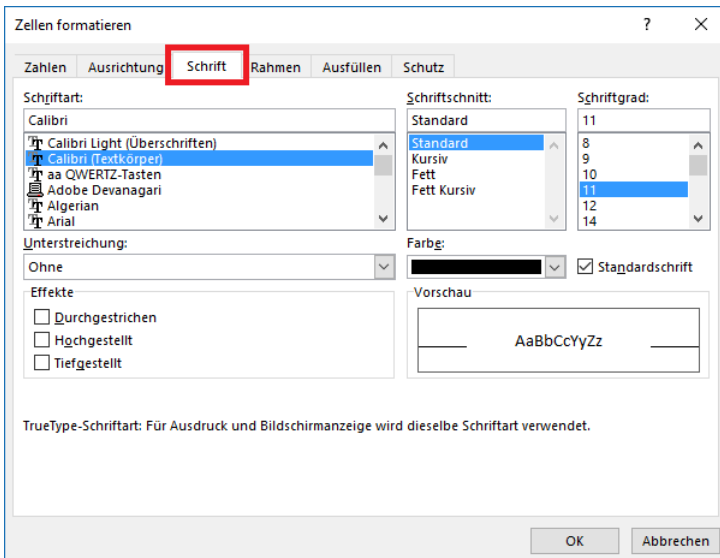 Zellen formatieren
?
Zahlen Ausrichtung Schrift Rahmen Ausfüllen Schutz
Schriftart: Schriftschnitt: Schriftgrad:
Calibri Standard 11
Calibri Light (Überschriften) Standard 8
Calibri (Textkörper) Kursiv 9
aa QWERTZ-Tasten Fett 10
Adobe Devanagari Fett Kursiv 11
Algerian 12
Arial 14
Unterstreichung: Farbe:
Ohne Standardschrift
Effekte Vorschau
Durchgestrichen
Hochgestellt AaBbCcYyZz
Tiefgestellt
TrueType-Schriftart: Für Ausdruck und Bildschirmanzeige wird dieselbe Schriftart verwendet.
OK Abbrechen